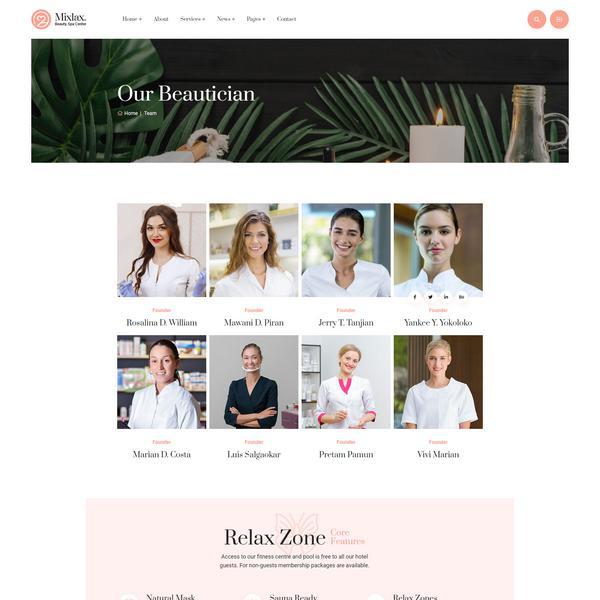 Mixlax.
Beauty, Spa Center
Home +
About
Services +
News +
Pages +
Contact
Our Beautician
Home | Team
Founder
Rosalina D. William
Founder
Mawani D. Piran
Founder
Jerry T. Tanjian
Founder
Yankee Y. Yokoloko
Founder
Marian D. Costa
Founder
Luis Salgaokar
Founder
Pretam Pamun
Founder
Vivi Marian
Relax Zone
Core
Features
Access to our fitness centre and pool is free to all our hotel
guests. For non-guests membership packages are available.
Natural Mask
Sauna Ready
Relax Zones